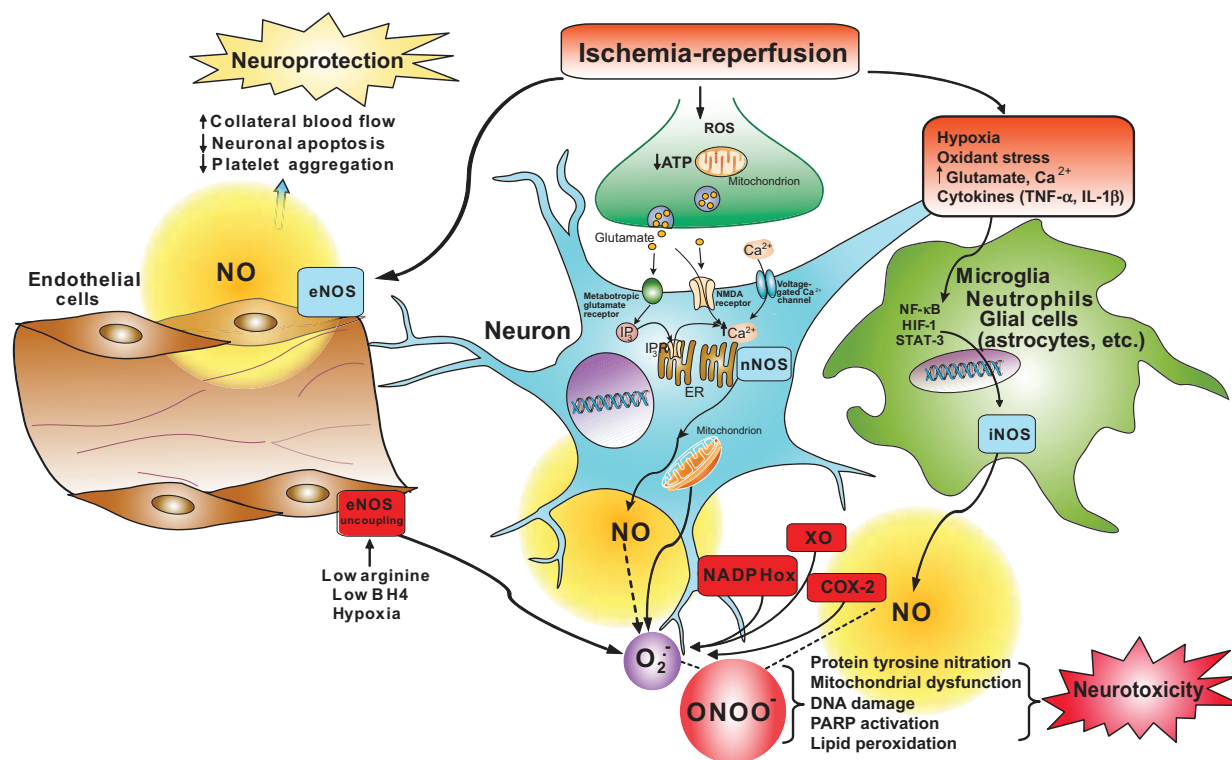 Neuroprotection
↑ Collateral blood flow
↓ Neuronal apoptosis
↓ Platelet aggregation
Ischemia-reperfusion
ROS
↓ATP
Mitochondrion
Glutamate
Ca2+
Metabotropic
glutamate
receptor
NMDA
receptor
Voltage-
gated Ca2+
channel
IP3
IP3R
↑ Ca2+
ER
nNOS
Neuron
Mitochondrion
NO
Hypoxia
Oxidant stress
↑ Glutamate, Ca2+
Cytokines (TNF-α, IL-1β)
Microglia
Neutrophils
Glial cells
(astrocytes, etc.)
NF-κB
HIF-1
STAT-3
iNOS
NO
Endothelial
cells
NO
eNOS
eNOS
uncoupling
Low arginine
Low BH4
Hypoxia
XO
NADPHox
COX-2
O2·-
ONOO-
Protein tyrosine nitration
Mitochondrial dysfunction
DNA damage
PARP activation
Lipid peroxidation
Neurotoxicity